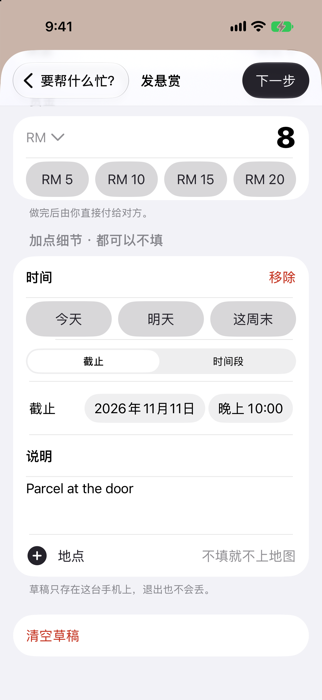 9:41
要帮什么忙?
发悬赏
下一步
RM
8
RM 5
RM 10
RM 15
RM 20
做完后由你直接付给对方。
加点细节 · 都可以不填
时间
移除
今天
明天
这周末
截止
时间段
截止
2026年11月11日
晚上 10:00
说明
Parcel at the door
地点
不填就不上地图
草稿只存在这台手机上，退出也不会丢。
清空草稿